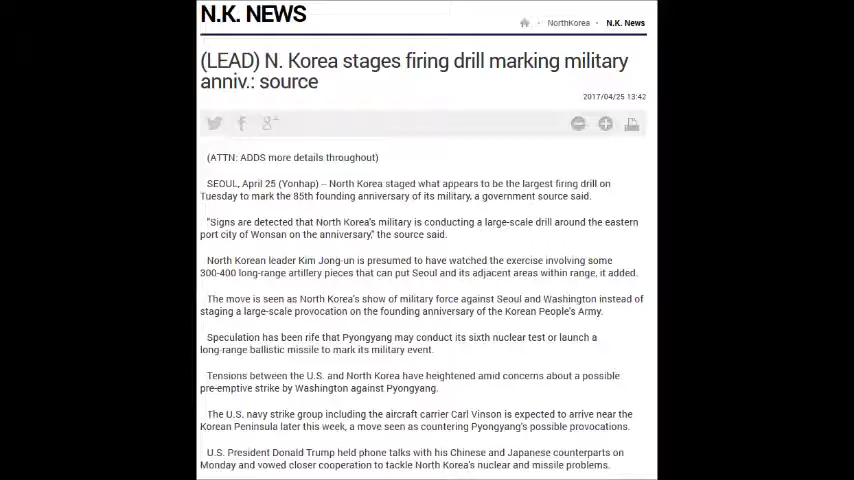 N.K. NEWS
NorthKorea
N.K. News
(LEAD) N. Korea stages firing drill marking military
anniv.: source
2017/04/25 13:42
(ATTN: ADDS more details throughout)
SEOUL, April 25 (Yonhap) -- North Korea staged what appears to be the largest firing drill on
Tuesday to mark the 85th founding anniversary of its military, a government source said.
"Signs are detected that North Korea's military is conducting a large-scale drill around the eastern
port city of Wonsan on the anniversary," the source said.
North Korean leader Kim Jong-un is presumed to have watched the exercise involving some
300-400 long-range artillery pieces that can put Seoul and its adjacent areas within range, it added.
The move is seen as North Korea's show of military force against Seoul and Washington instead of
staging a large-scale provocation on the founding anniversary of the Korean People's Army.
Speculation has been rife that Pyongyang may conduct its sixth nuclear test or launch a
long-range ballistic missile to mark its military event.
Tensions between the U.S. and North Korea have heightened amid concerns about a possible
pre-emptive strike by Washington against Pyongyang.
The U.S. navy strike group including the aircraft carrier Carl Vinson is expected to arrive near the
Korean Peninsula later this week, a move seen as countering Pyongyang's possible provocations.
U.S. President Donald Trump held phone talks with his Chinese and Japanese counterparts on
Monday and vowed closer cooperation to tackle North Korea's nuclear and missile problems.